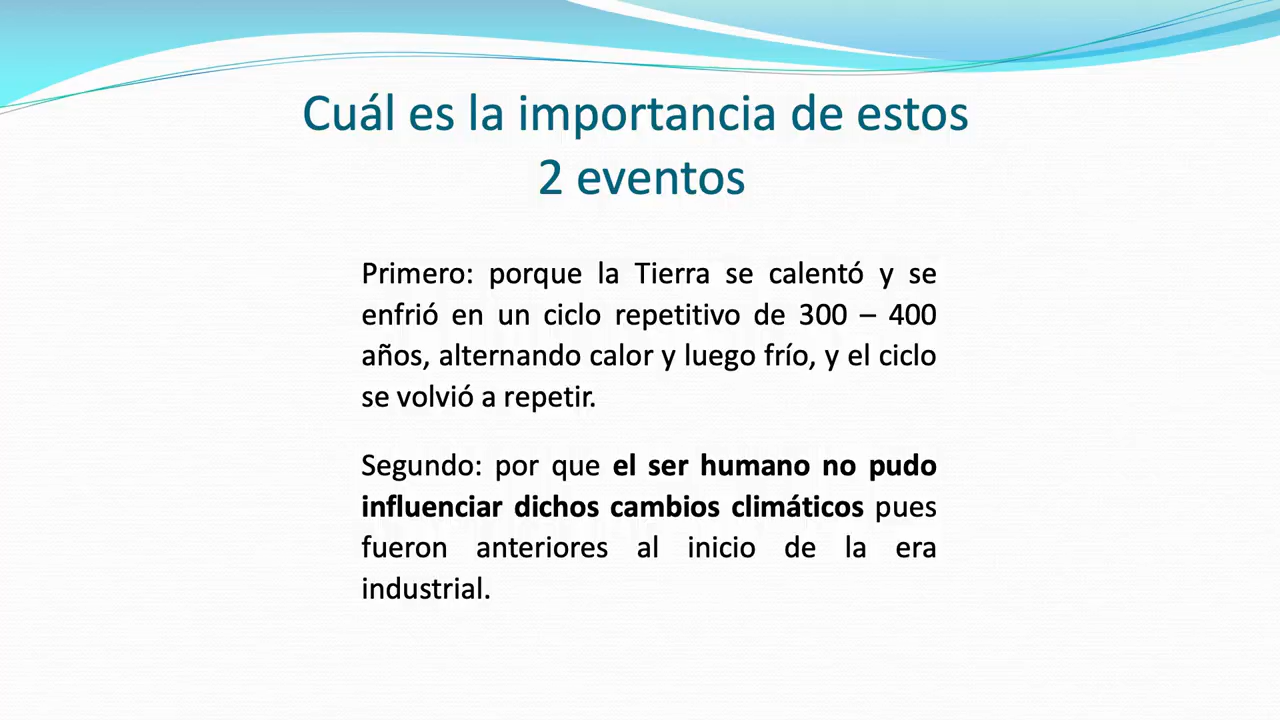 Cuál es la importancia de estos
2 eventos
Primero: porque la Tierra se calentó y se
enfrió en un ciclo repetitivo de 300 – 400
años, alternando calor y luego frío, y el ciclo
se volvió a repetir.
Segundo: por que el ser humano no pudo
influenciar dichos cambios climáticos pues
fueron anteriores al inicio de la era
industrial.